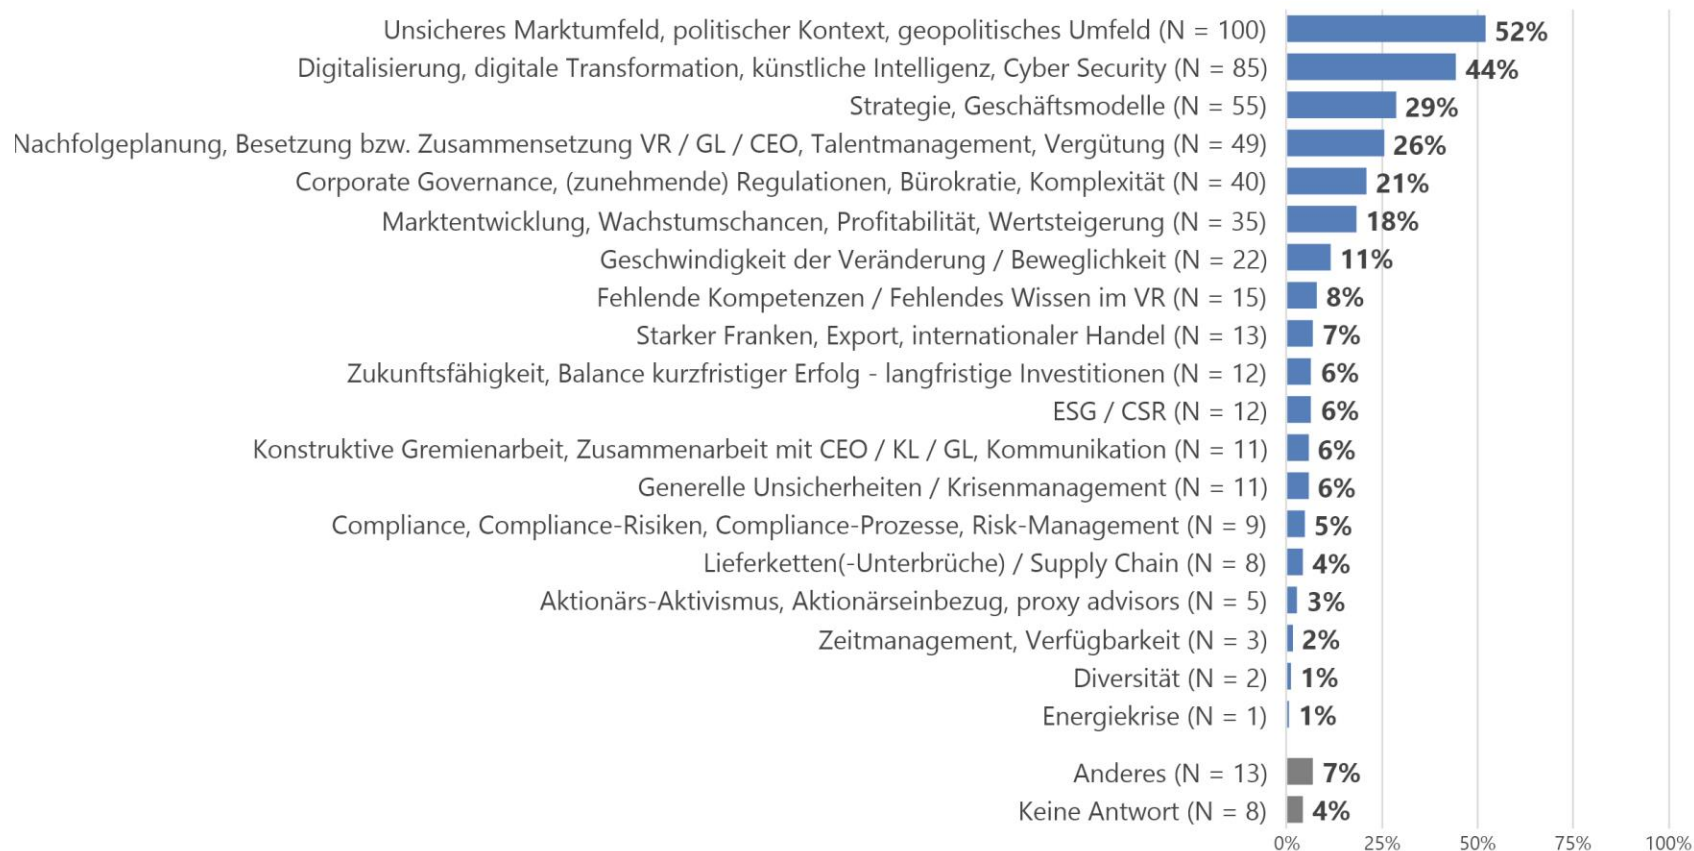 Unsicheres Marktumfeld, politischer Kontext, geopolitisches Umfeld (N = 100) 52%
Digitalisierung, digitale Transformation, künstliche Intelligenz, Cyber Security (N = 85) 44%
Strategie, Geschäftsmodelle (N = 55) 29%
Nachfolgeplanung, Besetzung bzw. Zusammensetzung VR / GL / CEO, Talentmanagement, Vergütung (N = 49) 26%
Corporate Governance, (zunehmende) Regulationen, Bürokratie, Komplexität (N = 40) 21%
Marktentwicklung, Wachstumschancen, Profitabilität, Wertsteigerung (N = 35) 18%
Geschwindigkeit der Veränderung / Beweglichkeit (N = 22) 11%
Fehlende Kompetenzen / Fehlendes Wissen im VR (N = 15) 8%
Starker Franken, Export, internationaler Handel (N = 13) 7%
Zukunftsfähigkeit, Balance kurzfristiger Erfolg - langfristige Investitionen (N = 12) 6%
ESG / CSR (N = 12) 6%
Konstruktive Gremienarbeit, Zusammenarbeit mit CEO / KL / GL, Kommunikation (N = 11) 6%
Generelle Unsicherheiten / Krisenmanagement (N = 11) 6%
Compliance, Compliance-Risiken, Compliance-Prozesse, Risk-Management (N = 9) 5%
Lieferketten(-Unterbrüche) / Supply Chain (N = 8) 4%
Aktionärs-Aktivismus, Aktionärseinbezug, proxy advisors (N = 5) 3%
Zeitmanagement, Verfügbarkeit (N = 3) 2%
Diversität (N = 2) 1%
Energiekrise (N = 1) 1%
Anderes (N = 13) 7%
Keine Antwort (N = 8) 4%
0% 25% 50% 75% 100%